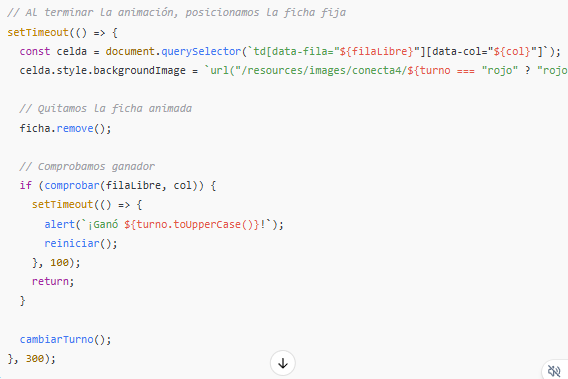 // Al terminar la animación, posicionamos la ficha fija
setTimeout(() => {
const celda = document.querySelector(`td[data-fila="${filaLibre}"][data-col="${col}"]`);
celda.style.backgroundImage = `url("/resources/images/conecta4/${turno === "rojo" ? "rojo
// Quitamos la ficha animada
ficha.remove();
// Comprobamos ganador
if (comprobar(filaLibre, col)) {
setTimeout(() => {
alert(`¡Ganó ${turno.toUpperCase()}!`);
reiniciar();
}, 100);
return;
}
cambiarTurno();
}, 300);